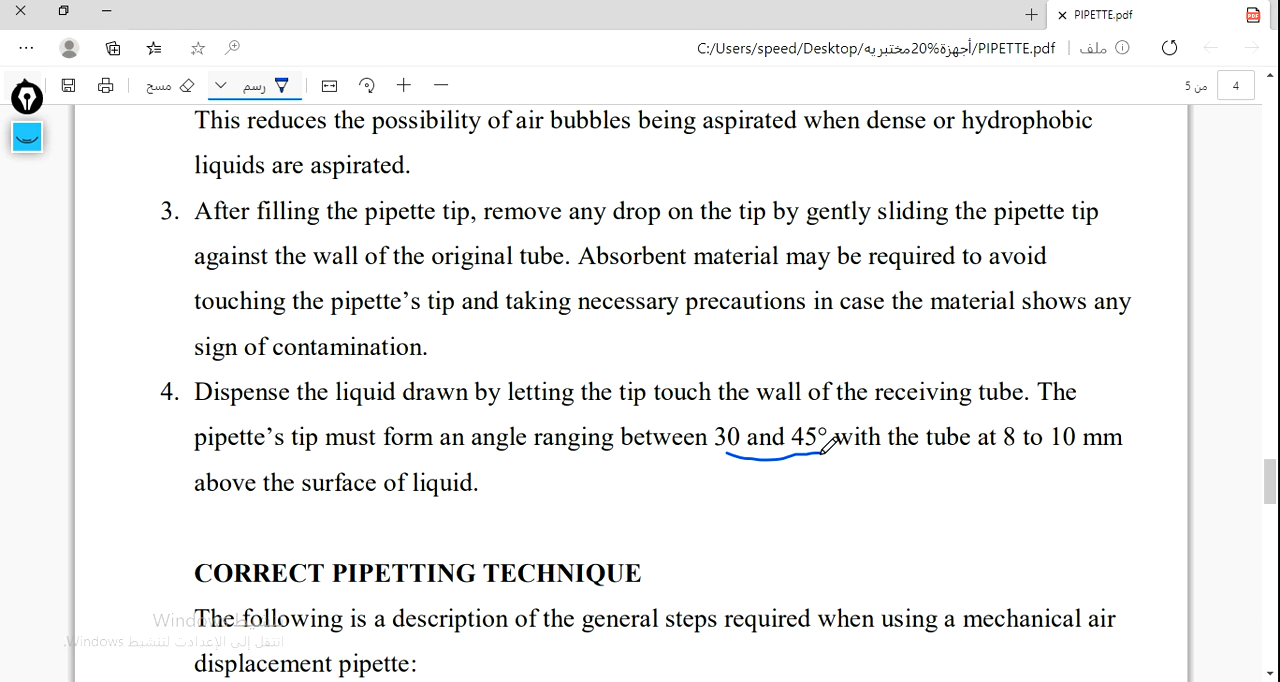 PIPETTE.pdf
C:/Users/speed/Desktop/أجهزة%20مختبريه/PIPETTE.pdf
ملف
مسح
رسم
4
من 5
This reduces the possibility of air bubbles being aspirated when dense or hydrophobic
liquids are aspirated.
3. After filling the pipette tip, remove any drop on the tip by gently sliding the pipette tip
against the wall of the original tube. Absorbent material may be required to avoid
touching the pipette’s tip and taking necessary precautions in case the material shows any
sign of contamination.
4. Dispense the liquid drawn by letting the tip touch the wall of the receiving tube. The
pipette’s tip must form an angle ranging between 30 and 45° with the tube at 8 to 10 mm
above the surface of liquid.
CORRECT PIPETTING TECHNIQUE
The following is a description of the general steps required when using a mechanical air
displacement pipette:
تنشيط Windows
انتقل إلى الإعدادات لتنشيط Windows.